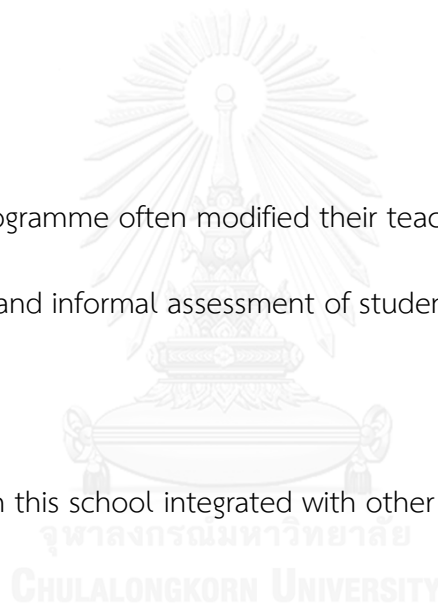 ogramme often modified their teac
and informal assessment of studen
n this school integrated with other
จุฬาลงกรณ์มหาวิทยาลัย
CHULALONGKORN UNIVERSITY